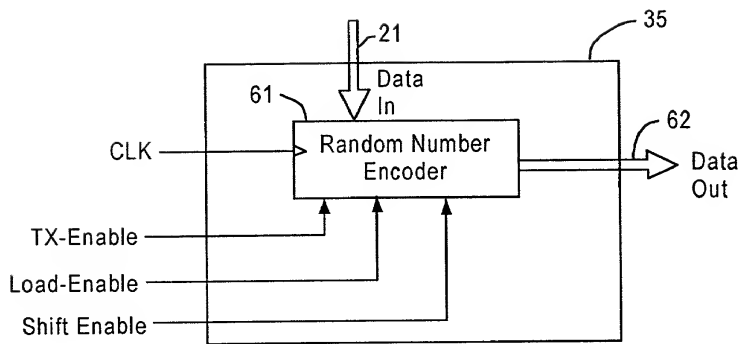 21
35
Data
In
61
62
CLK
Random Number
Encoder
Data
Out
TX-Enable
Load-Enable
Shift Enable